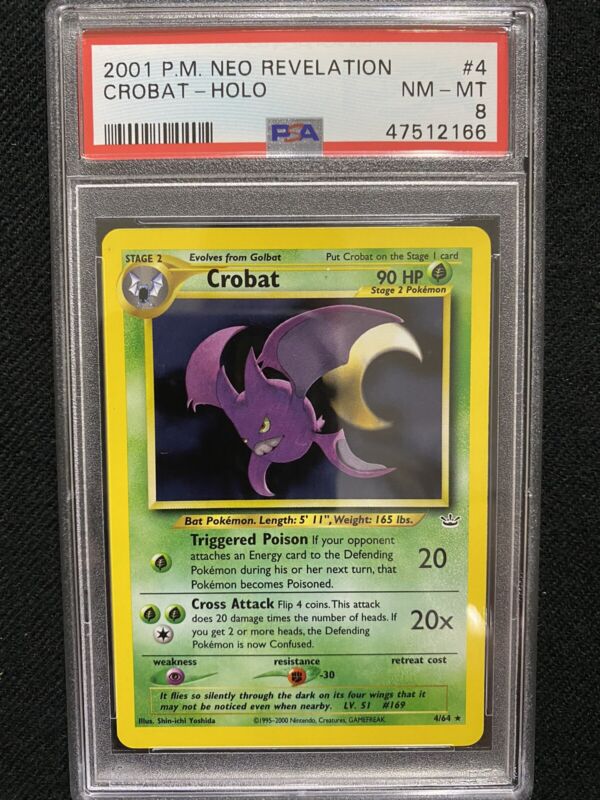 2001 P.M. NEO REVELATION #4
CROBAT - HOLO NM - MT
8
PSA 47512166
STAGE 2 Evolves from Golbat Put Crobat on the Stage 1 card
Crobat 90 HP
Stage 2 Pokémon
Bat Pokémon. Length: 5' 11", Weight: 165 lbs.
Triggered Poison If your opponent
attaches an Energy card to the Defending
Pokémon during his or her next turn, that
Pokémon becomes Poisoned.
20
Cross Attack Flip 4 coins. This attack
does 20 damage times the number of heads. If
you get 2 or more heads, the Defending
Pokémon is now Confused.
20x
weakness resistance retreat cost
-30
It flies so silently through the dark on its four wings that it
may not be noticed even when nearby. LV. 51 #169
Illus. Shin-ichi Yoshida ©1995-2000 Nintendo, Creatures, GAMEFREAK. 4/64 ★